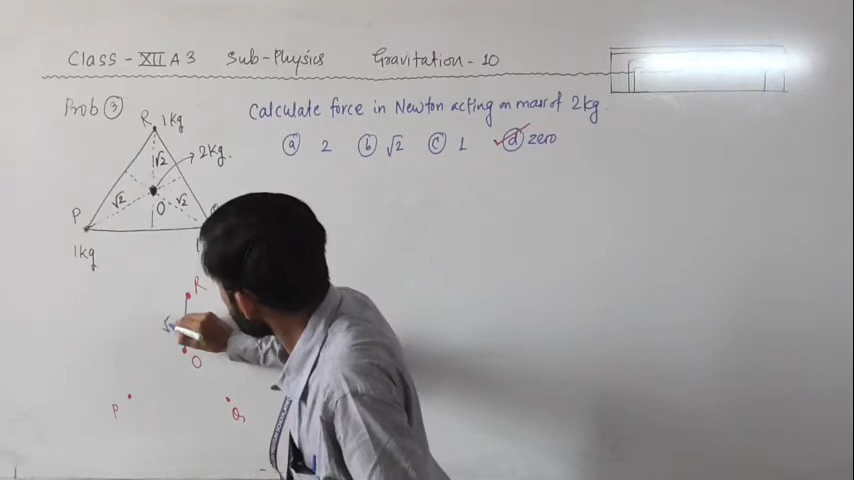 Class - XII A 3 Sub-Physics Gravitation - 10
Prob ③ Calculate force in Newton acting on mass of 2kg.
ⓐ 2 ⓑ √2 ⓒ 1 ⓓ zero
R 1kg
√2
2kg.
√2 √2
O
P
1kg
R
O
P
Q